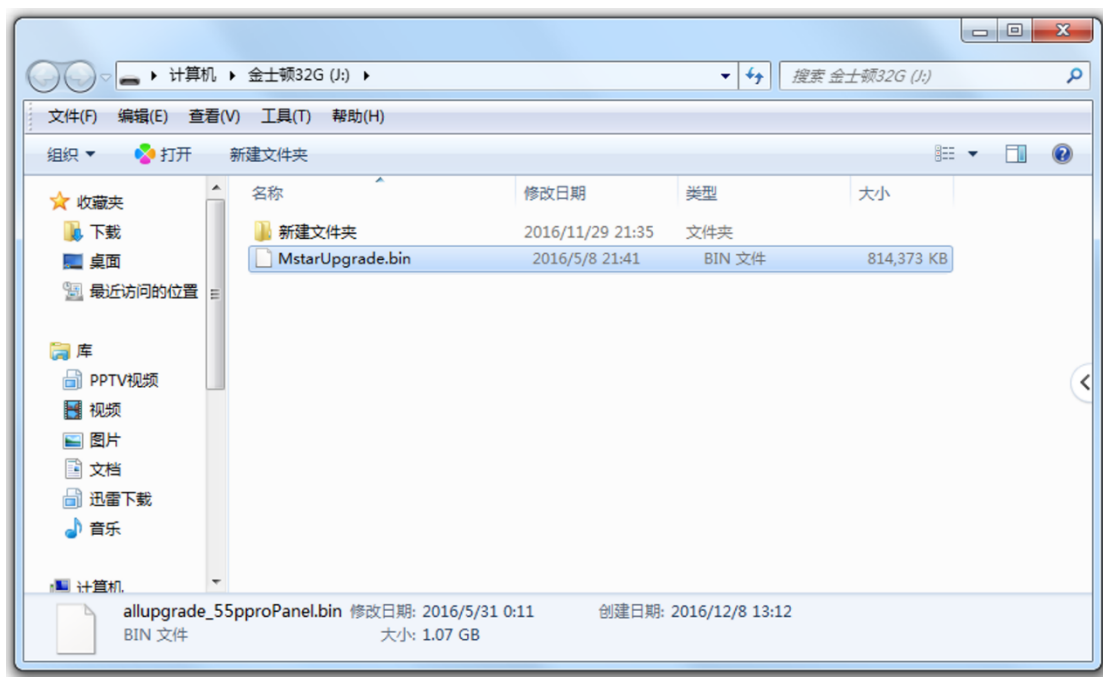 计算机 金士顿32G (J:)
搜索 金士顿32G (J:)
文件(F) 编辑(E) 查看(V) 工具(T) 帮助(H)
组织 打开 新建文件夹
收藏夹
下载
桌面
最近访问的位置
库
PPTV视频
视频
图片
文档
迅雷下载
音乐
计算机
名称 修改日期 类型 大小
新建文件夹 2016/11/29 21:35 文件夹
MstarUpgrade.bin 2016/5/8 21:41 BIN 文件 814,373 KB
allupgrade_55pproPanel.bin 修改日期: 2016/5/31 0:11 创建日期: 2016/12/8 13:12
BIN 文件 大小: 1.07 GB